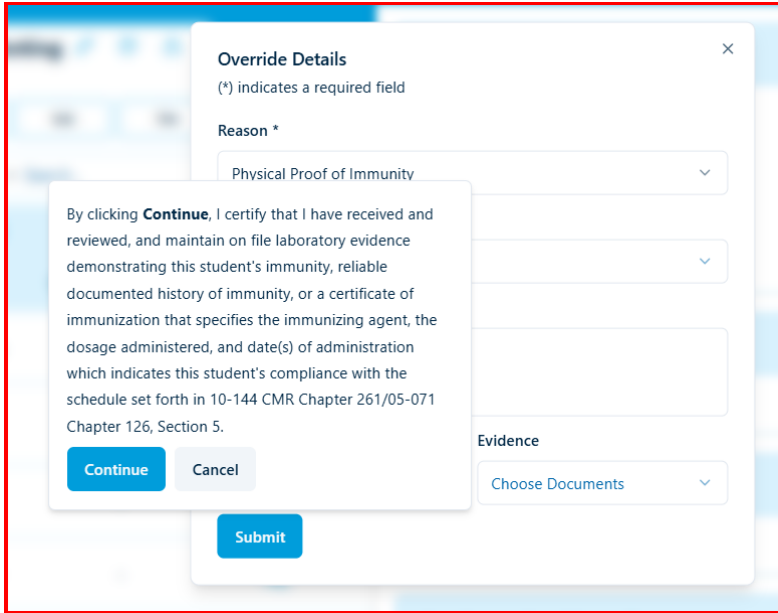 Override Details
(*) indicates a required field
Reason *
Physical Proof of Immunity
By clicking Continue, I certify that I have received and
reviewed, and maintain on file laboratory evidence
demonstrating this student's immunity, reliable
documented history of immunity, or a certificate of
immunization that specifies the immunizing agent, the
dosage administered, and date(s) of administration
which indicates this student's compliance with the
schedule set forth in 10-144 CMR Chapter 261/05-071
Chapter 126, Section 5.
Continue Cancel
Evidence
Choose Documents
Submit